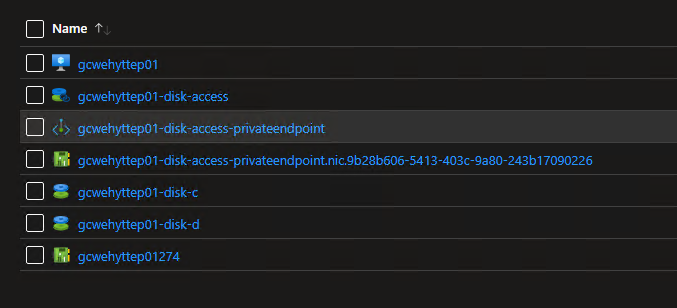 Name
gcwehyttep01
gcwehyttep01-disk-access
gcwehyttep01-disk-access-privateendpoint
gcwehyttep01-disk-access-privateendpoint.nic.9b28b606-5413-403c-9a80-243b17090226
gcwehyttep01-disk-c
gcwehyttep01-disk-d
gcwehyttep01274